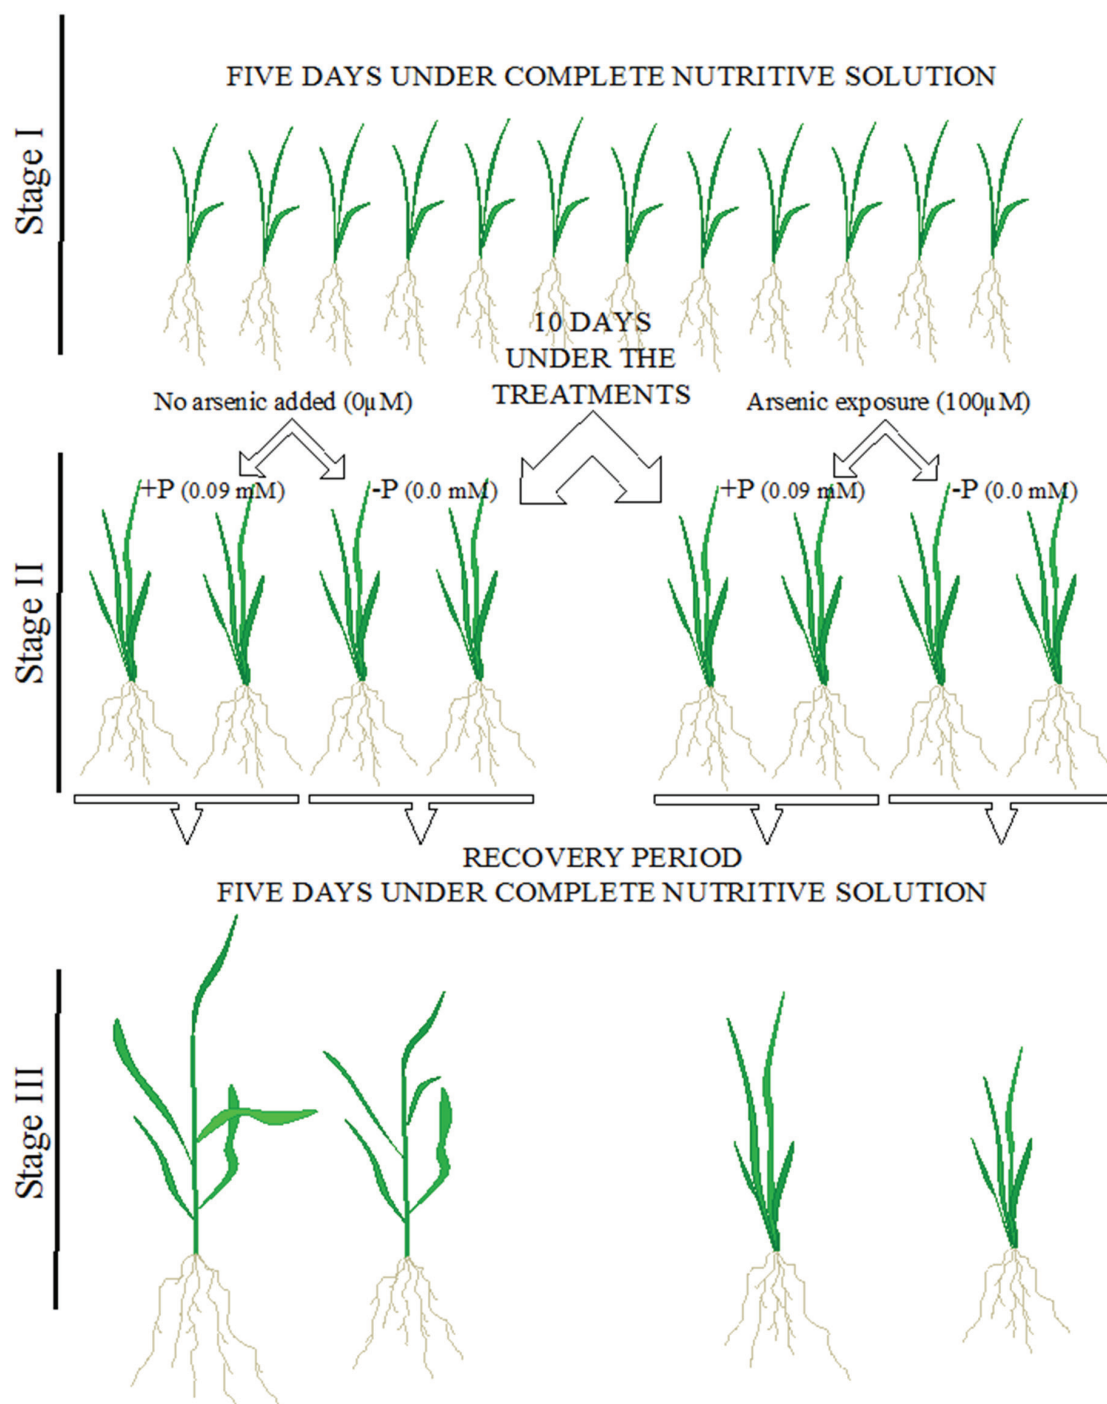 Stage I
FIVE DAYS UNDER COMPLETE NUTRITIVE SOLUTION
10 DAYS
UNDER THE
TREATMENTS
No arsenic added (0µM)
Arsenic exposure (100µM)
Stage II
+P (0.09 mM)
-P (0.0 mM)
+P (0.09 mM)
-P (0.0 mM)
RECOVERY PERIOD
FIVE DAYS UNDER COMPLETE NUTRITIVE SOLUTION
Stage III